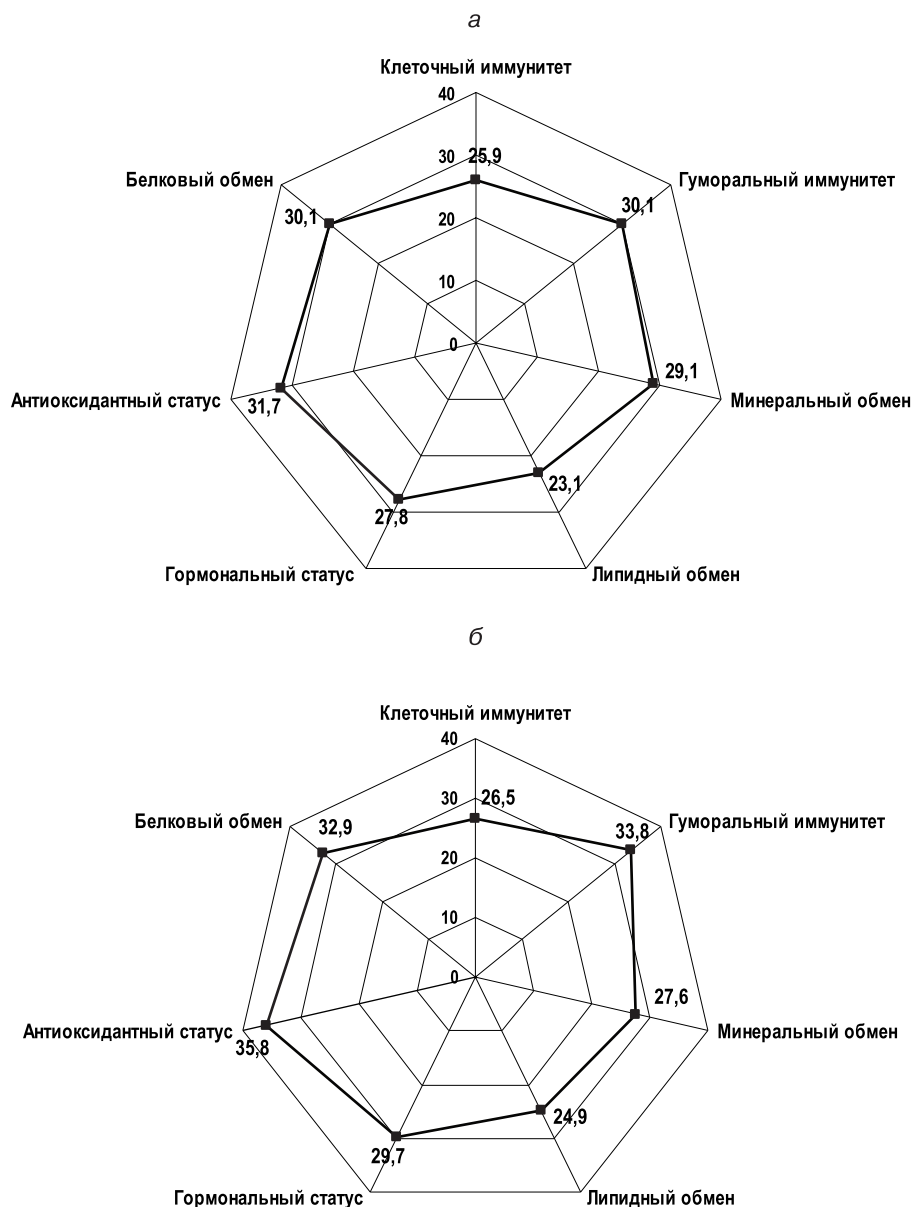 а
Клеточный иммунитет
40
30 25,9
Белковый обмен
Гуморальный иммунитет
30,1
30,1
20
10
0
29,1
Антиоксидантный статус
31,7
Минеральный обмен
23,1
27,8
Гормональный статус
Липидный обмен
б
Клеточный иммунитет
40
30 26,5
Белковый обмен
32,9
33,8
Гуморальный иммунитет
20
10
0
27,6
Антиоксидантный статус
35,8
Минеральный обмен
24,9
29,7
Гормональный статус
Липидный обмен